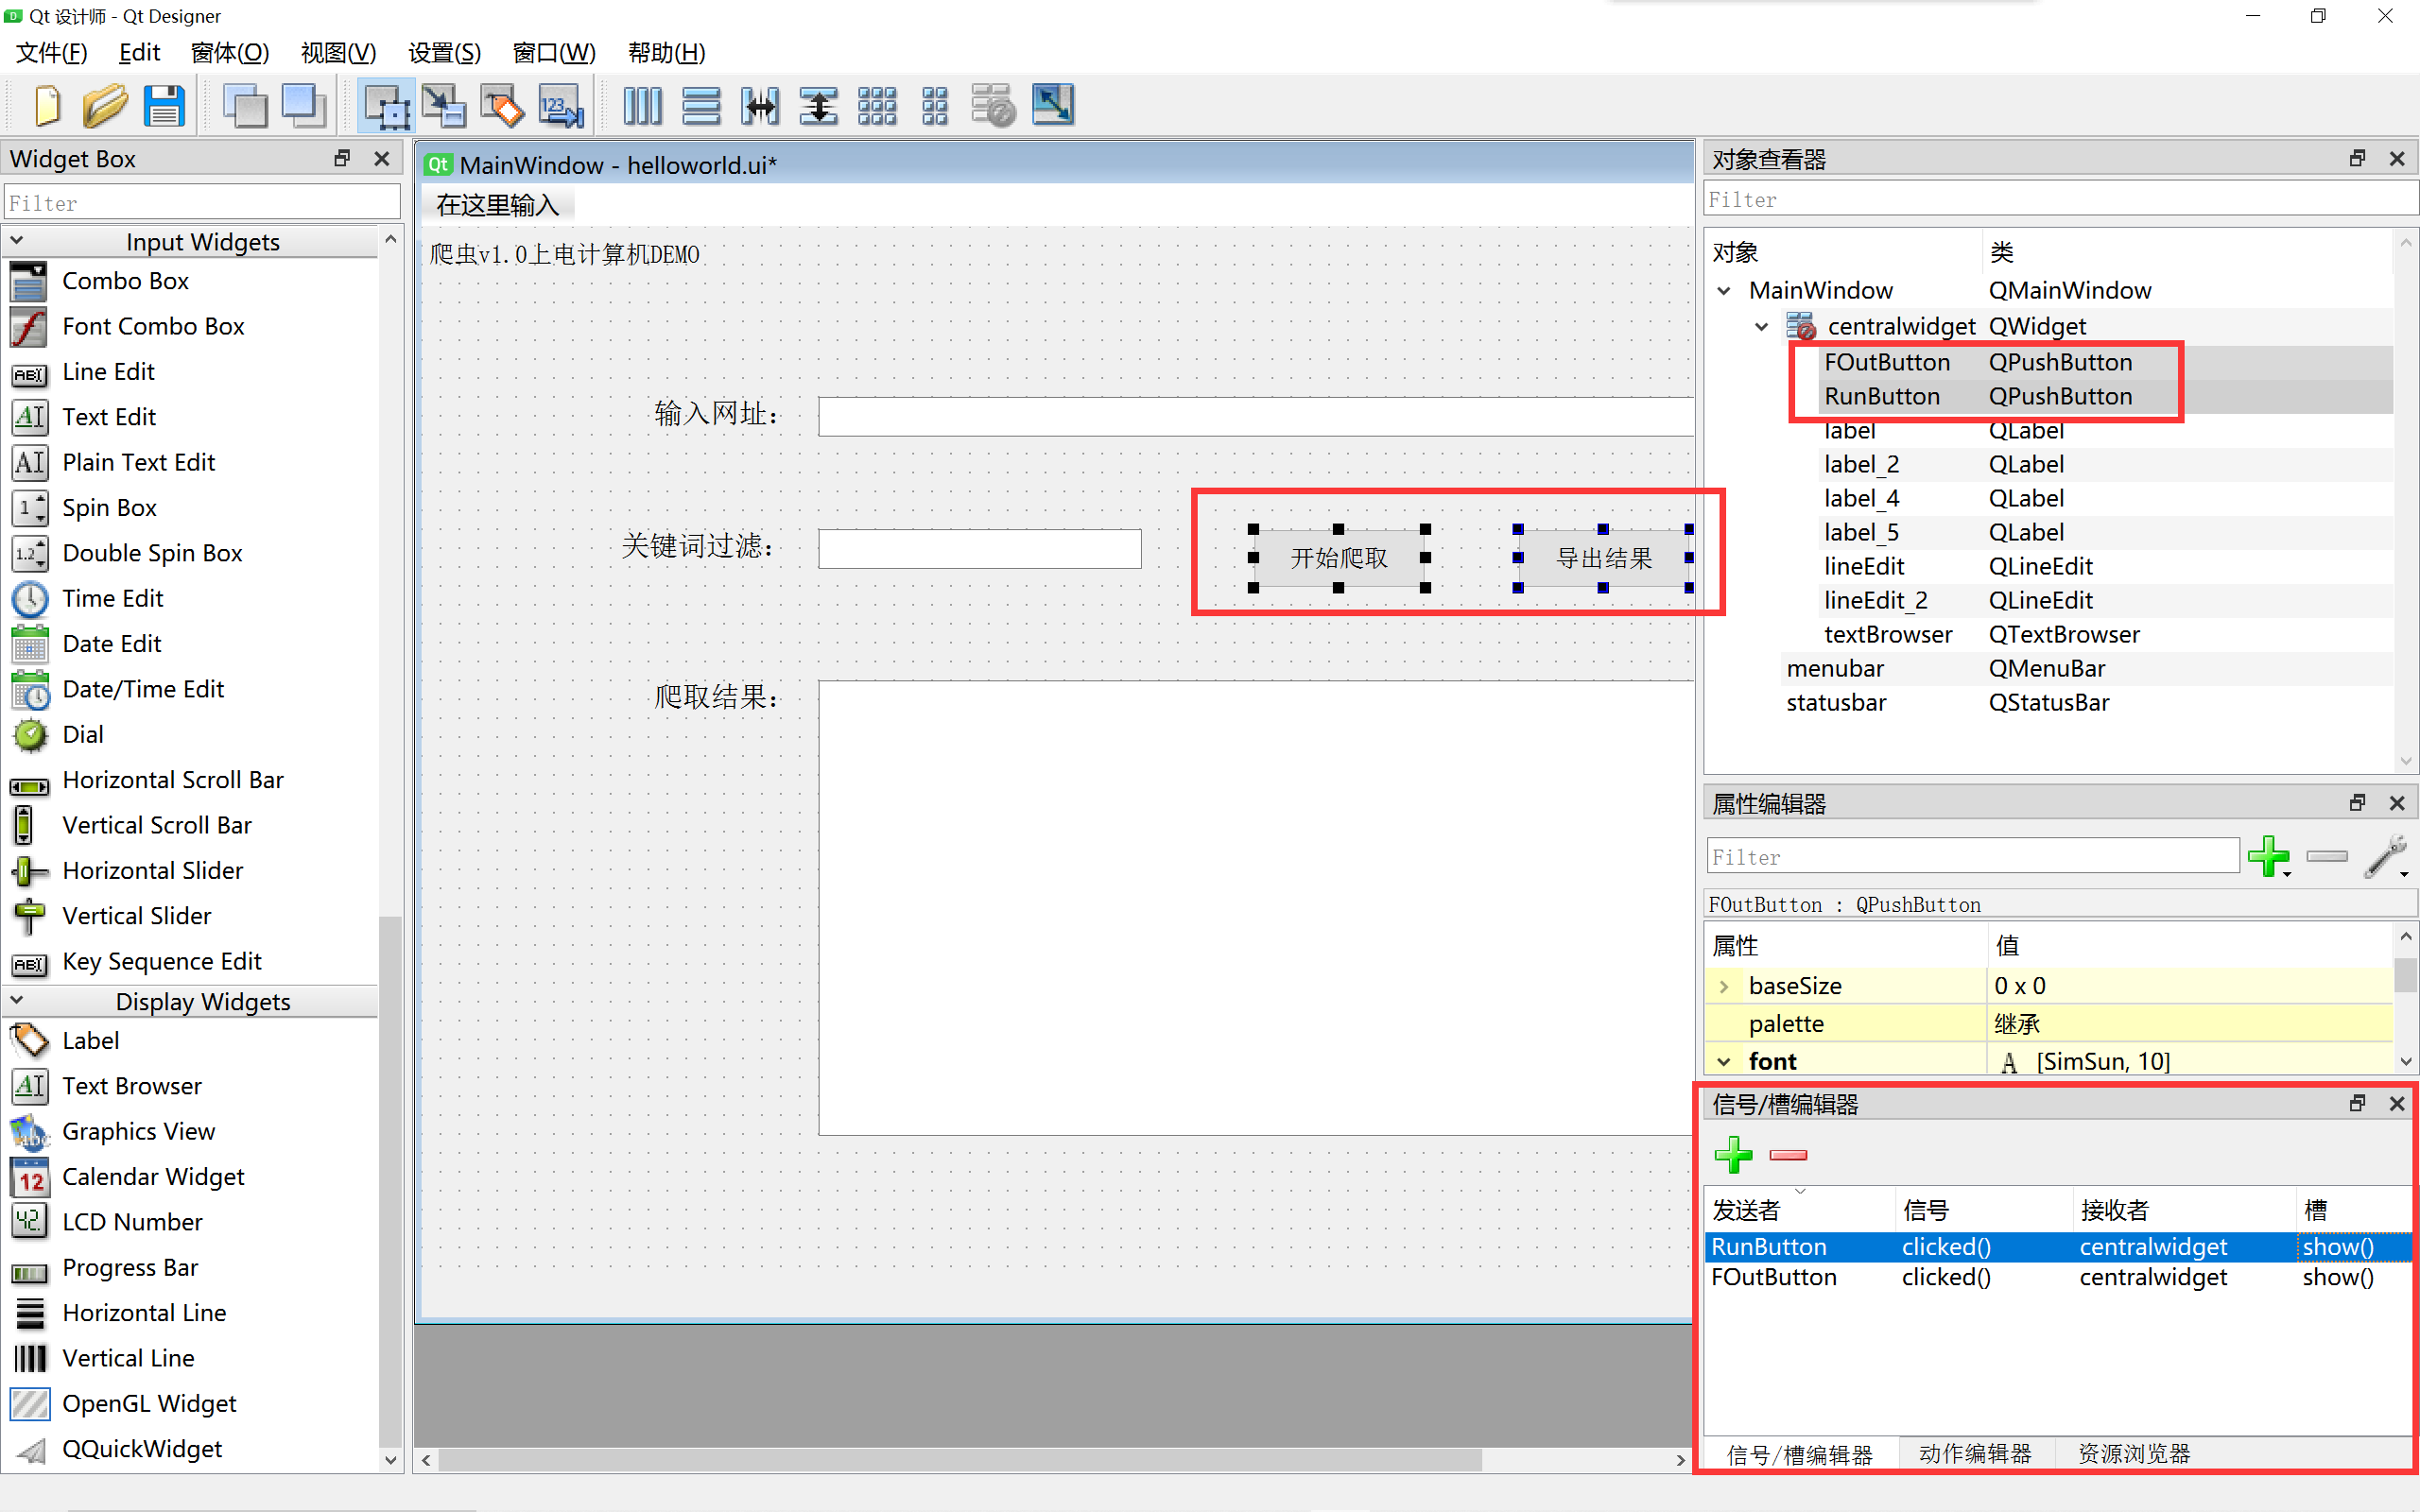 Qt 设计师 - Qt Designer
文件(F) Edit 窗体(O) 视图(V) 设置(S) 窗口(W) 帮助(H)
Widget Box
Filter
Input Widgets
Combo Box
Font Combo Box
Line Edit
Text Edit
Plain Text Edit
Spin Box
Double Spin Box
Time Edit
Date Edit
Date/Time Edit
Dial
Horizontal Scroll Bar
Vertical Scroll Bar
Horizontal Slider
Vertical Slider
Key Sequence Edit
Display Widgets
Label
Text Browser
Graphics View
Calendar Widget
LCD Number
Progress Bar
Horizontal Line
Vertical Line
OpenGL Widget
QQuickWidget
MainWindow - helloworld.ui*
在这里输入
爬虫v1.0上电计算机DEMO
输入网址：
关键词过滤：
开始爬取
导出结果
爬取结果：
对象查看器
Filter
对象 类
MainWindow QMainWindow
centralwidget QWidget
FOutButton QPushButton
RunButton QPushButton
label QLabel
label_2 QLabel
label_4 QLabel
label_5 QLabel
lineEdit QLineEdit
lineEdit_2 QLineEdit
textBrowser QTextBrowser
menubar QMenuBar
statusbar QStatusBar
属性编辑器
Filter
FOutButton : QPushButton
属性 值
baseSize 0 x 0
palette 继承
font A [SimSun, 10]
信号/槽编辑器
发送者 信号 接收者 槽
RunButton clicked() centralwidget show()
FOutButton clicked() centralwidget show()
信号/槽编辑器 动作编辑器 资源浏览器